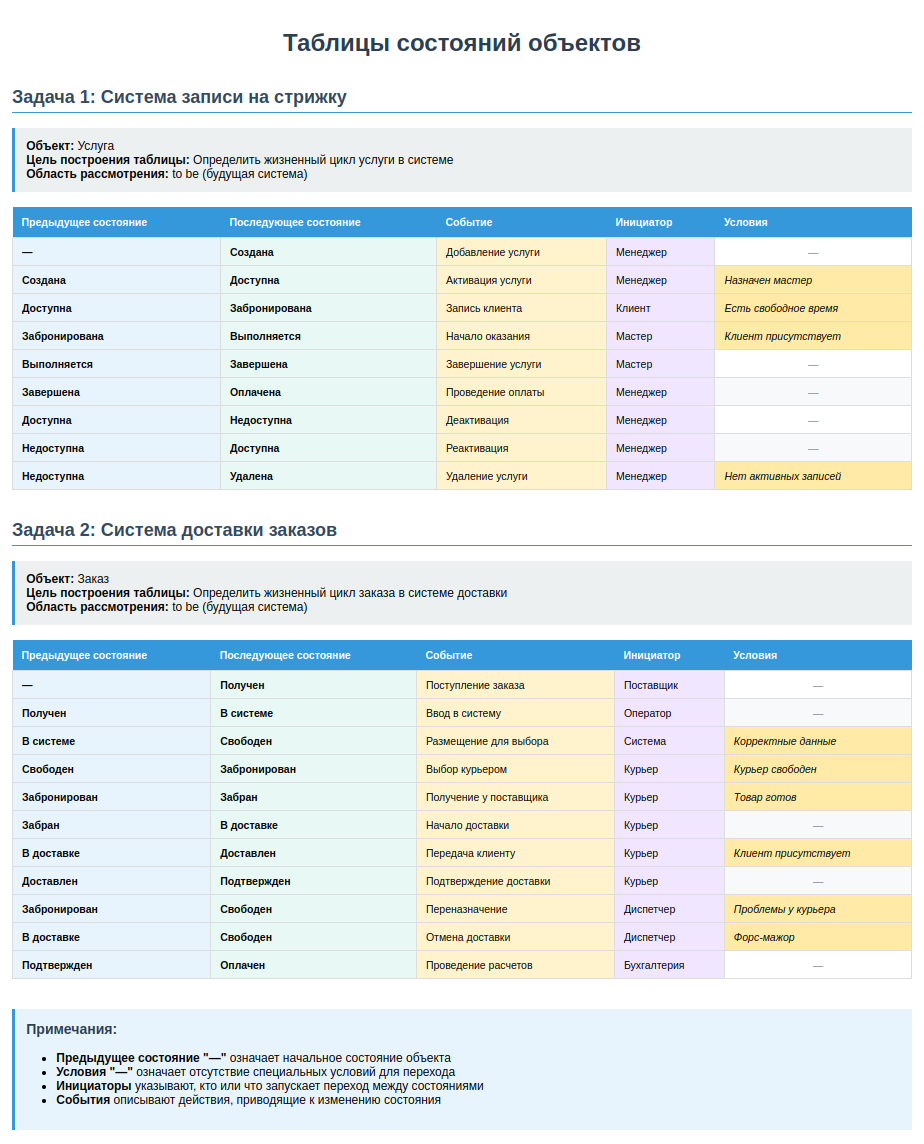 Таблицы состояний объектов
Задача 1: Система записи на стрижку
Объект: Услуга
Цель построения таблицы: Определить жизненный цикл услуги в системе
Область рассмотрения: to be (будущая система)
Предыдущее состояние Последующее состояние Событие Инициатор Условия
— Создана Добавление услуги Менеджер —
Создана Доступна Активация услуги Менеджер Назначен мастер
Доступна Забронирована Запись клиента Клиент Есть свободное время
Забронирована Выполняется Начало оказания Мастер Клиент присутствует
Выполняется Завершена Завершение услуги Мастер —
Завершена Оплачена Проведение оплаты Менеджер —
Доступна Недоступна Деактивация Менеджер —
Недоступна Доступна Реактивация Менеджер —
Недоступна Удалена Удаление услуги Менеджер Нет активных записей
Задача 2: Система доставки заказов
Объект: Заказ
Цель построения таблицы: Определить жизненный цикл заказа в системе доставки
Область рассмотрения: to be (будущая система)
Предыдущее состояние Последующее состояние Событие Инициатор Условия
— Получен Поступление заказа Поставщик —
Получен В системе Ввод в систему Оператор —
В системе Свободен Размещение для выбора Система Корректные данные
Свободен Забронирован Выбор курьером Курьер Курьер свободен
Забронирован Забран Получение у поставщика Курьер Товар готов
Забран В доставке Начало доставки Курьер —
В доставке Доставлен Передача клиенту Курьер Клиент присутствует
Доставлен Подтвержден Подтверждение доставки Курьер —
Забронирован Свободен Переназначение Диспетчер Проблемы у курьера
В доставке Свободен Отмена доставки Диспетчер Форс-мажор
Подтвержден Оплачен Проведение расчетов Бухгалтерия —
Примечания:
• Предыдущее состояние "—" означает начальное состояние объекта
• Условия "—" означает отсутствие специальных условий для перехода
• Инициаторы указывают, кто или что запускает переход между состояниями
• События описывают действия, приводящие к изменению состояния